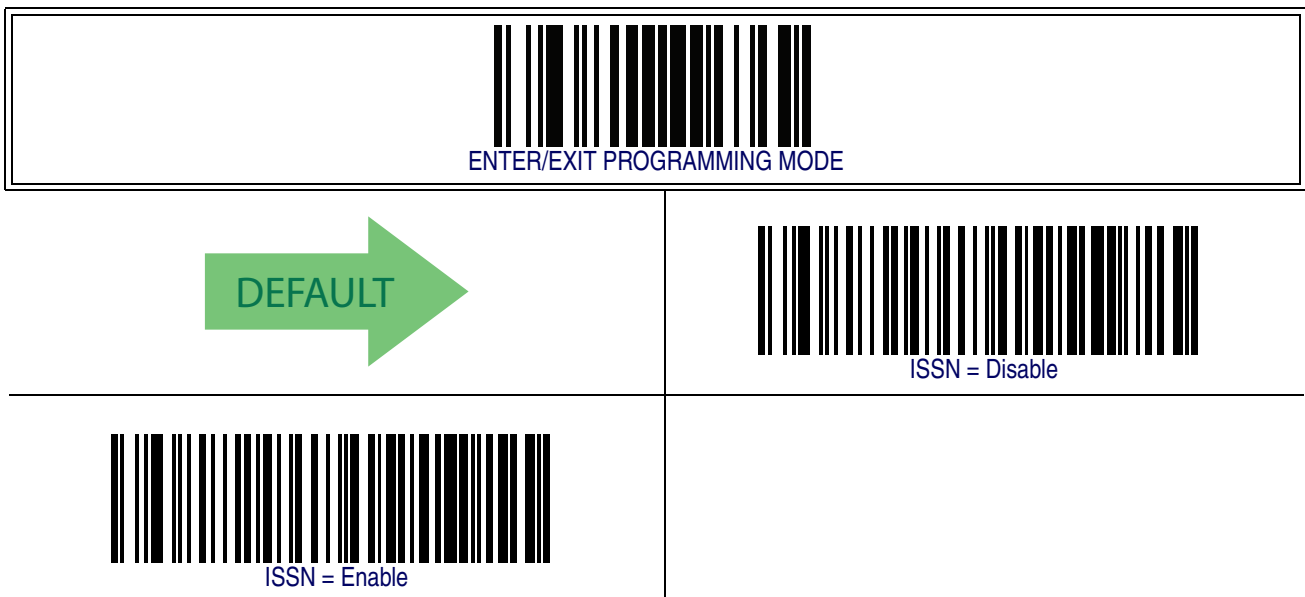 ENTER/EXIT PROGRAMMING MODE
DEFAULT
ISSN = Disable
ISSN = Enable